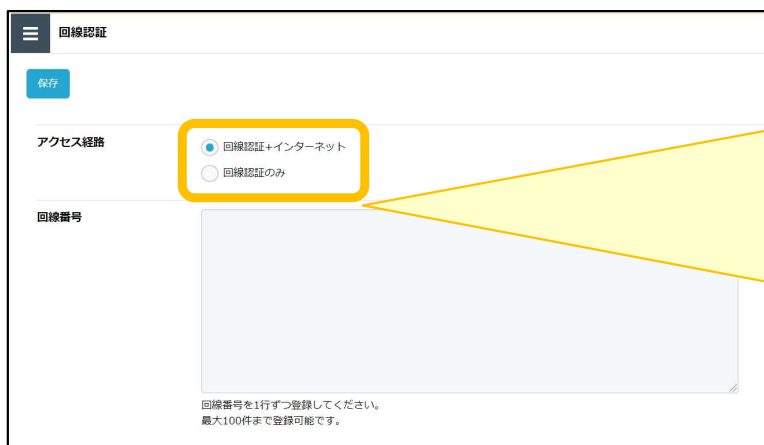 回線認証
保存
アクセス経路
回線認証+インターネット
回線認証のみ
回線番号
回線番号を1行ずつ登録してください。
最大100件まで登録可能です。